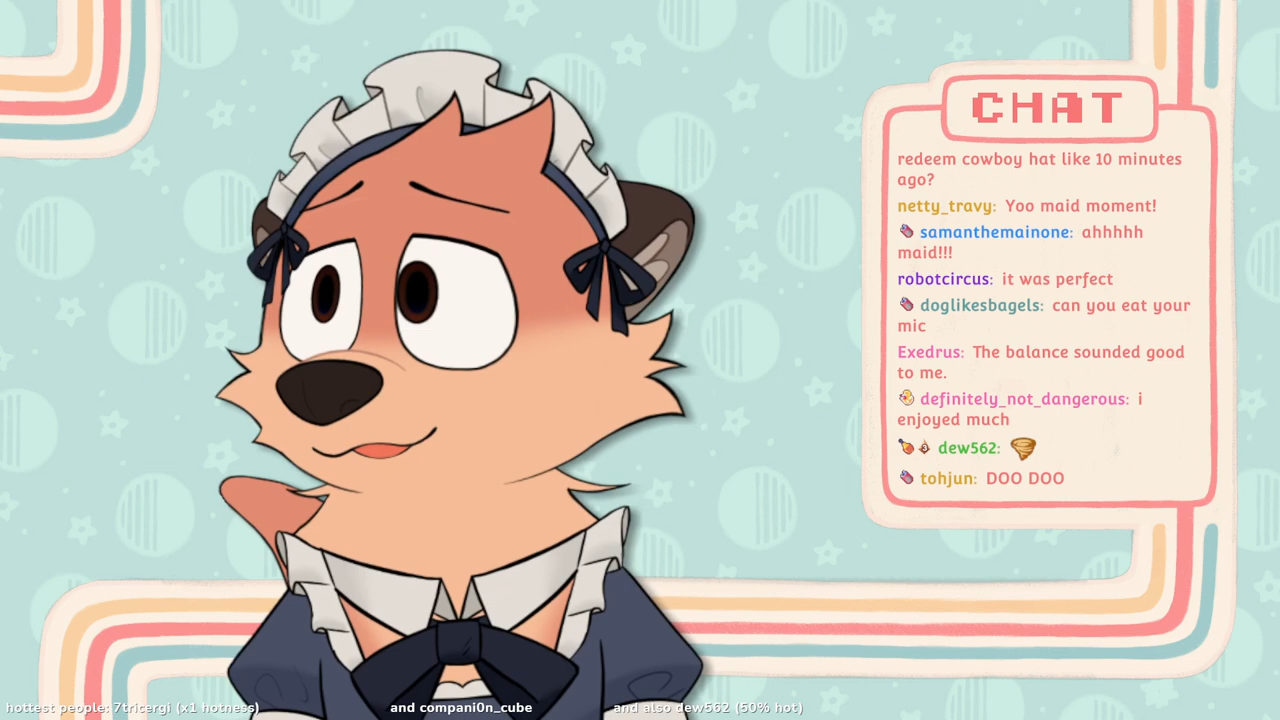 CHAT
redeem cowboy hat like 10 minutes
ago?
netty_travy: Yoo maid moment!
samanthemainone: ahhhhh
maid!!!
robotcircus: it was perfect
doglikesbagels: can you eat your
mic
Exedrus: The balance sounded good
to me.
definitely_not_dangerous: i
enjoyed much
dew562:
tohjun: DOO DOO
hottest people: 7tricergi (x1 hotness) and compani0n_cube and also dew562 (50% hot)